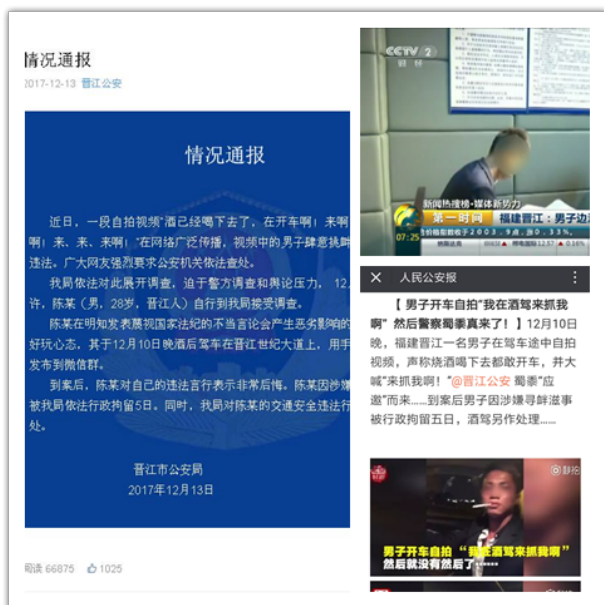 情况通报
2017-12-13 晋江公安
情况通报
近日，一段自拍视频“酒已经喝下去了，在开车啊！来啊
啊！来、来、来啊！”在网络广泛传播，视频中的男子肆意挑衅
违法。广大网友强烈要求公安机关依法查处。
我局依法对此展开调查，迫于警方调查和舆论压力，12
许，陈某（男，28岁，晋江人）自行到我局接受调查。
陈某在明知发表蔑视国家法纪的不当言论会产生恶劣影响的
好玩心态，其于12月10日晚酒后驾车在晋江世纪大道上，用手
发布到微信群。
到案后，陈某对自己的违法言行表示非常后悔。陈某因涉嫌
被我局依法行政拘留5日。同时，我局对陈某的交通安全违法行
处。
晋江市公安局
2017年12月13日
阅读 66875 1025
CCTV 2
财经
新闻热搜榜·媒体新势力
第一时间 福建晋江：男子边
07:25
人民公安报
【 男子开车自拍“我在酒驾来抓我
啊” 然后警察蜀黍真来了！】12月10日
晚，福建晋江一名男子在驾车途中自拍
视频，声称烧酒喝下去都敢开车，并大
喊“来抓我啊！”@晋江公安 蜀黍“应
邀”而来……到案后男子因涉嫌寻衅滋事
被行政拘留五日，酒驾另作处理……
男子开车自拍 “我在酒驾来抓我啊”
然后就没有然后了……